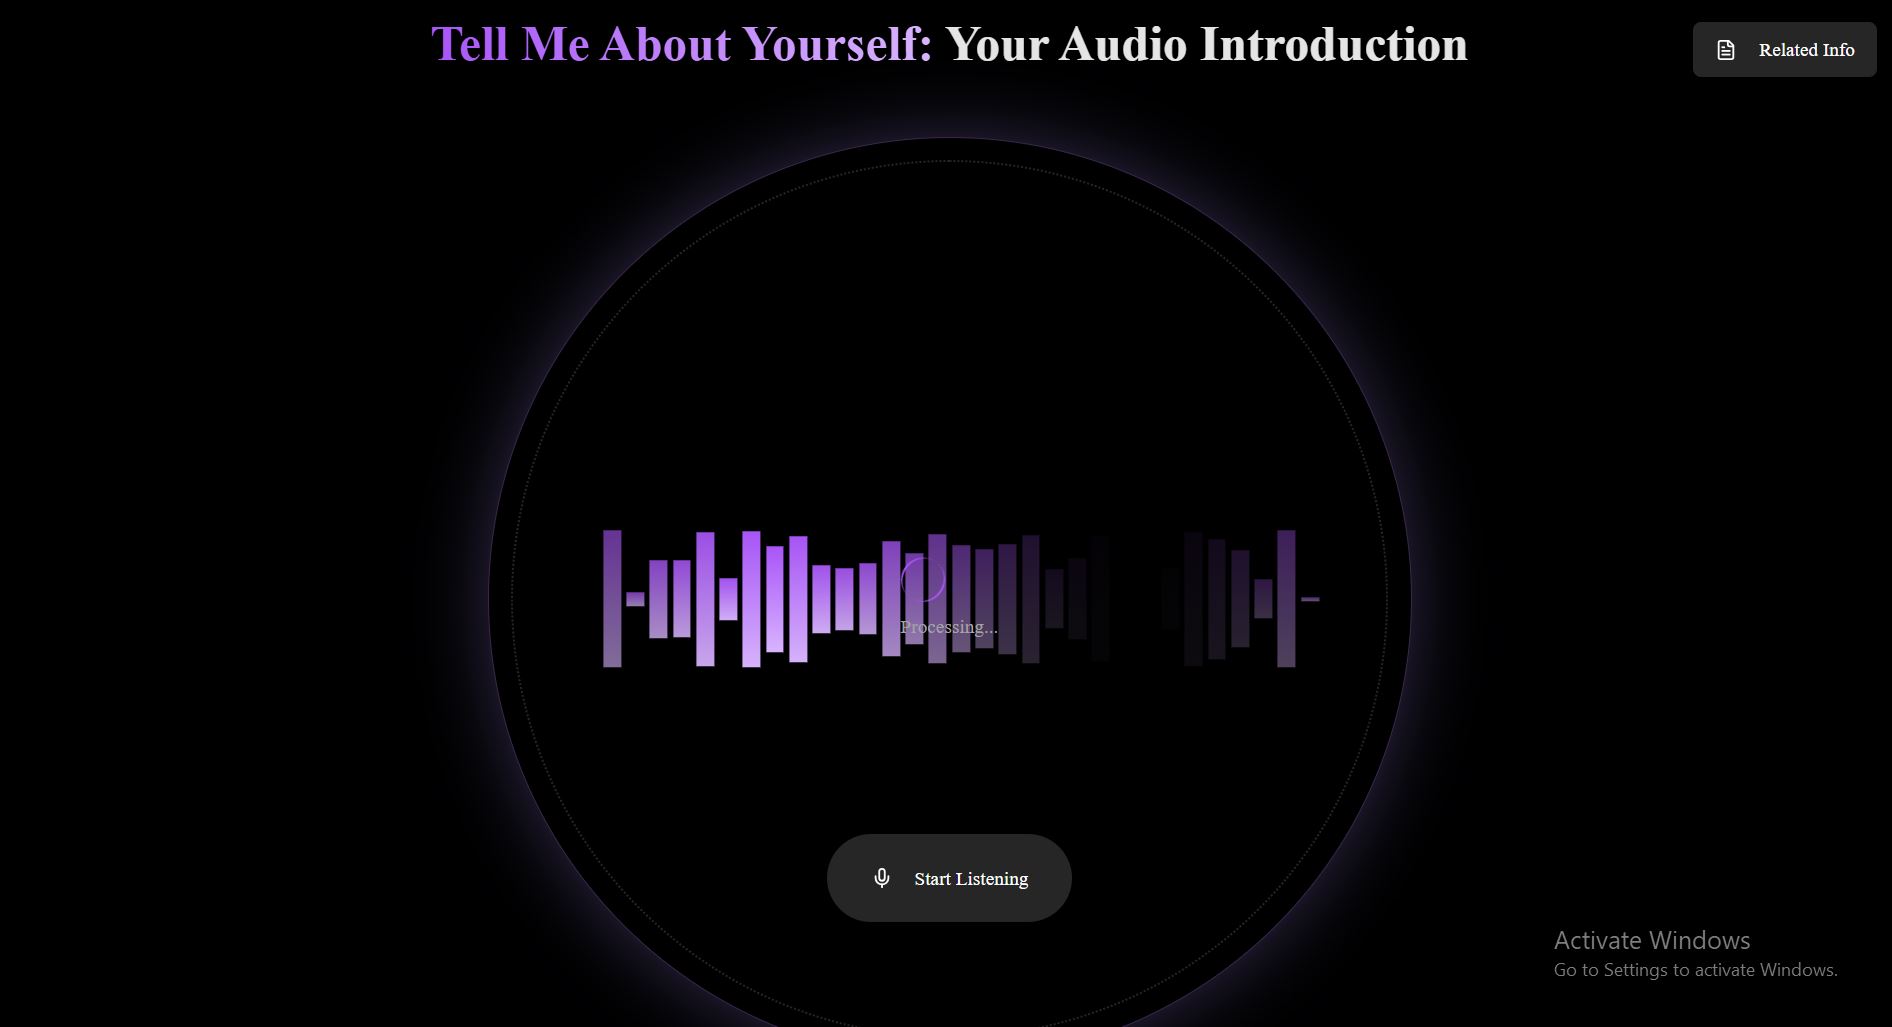 Tell Me About Yourself: Your Audio Introduction
Related Info
Processing...
Start Listening
Activate Windows
Go to Settings to activate Windows.